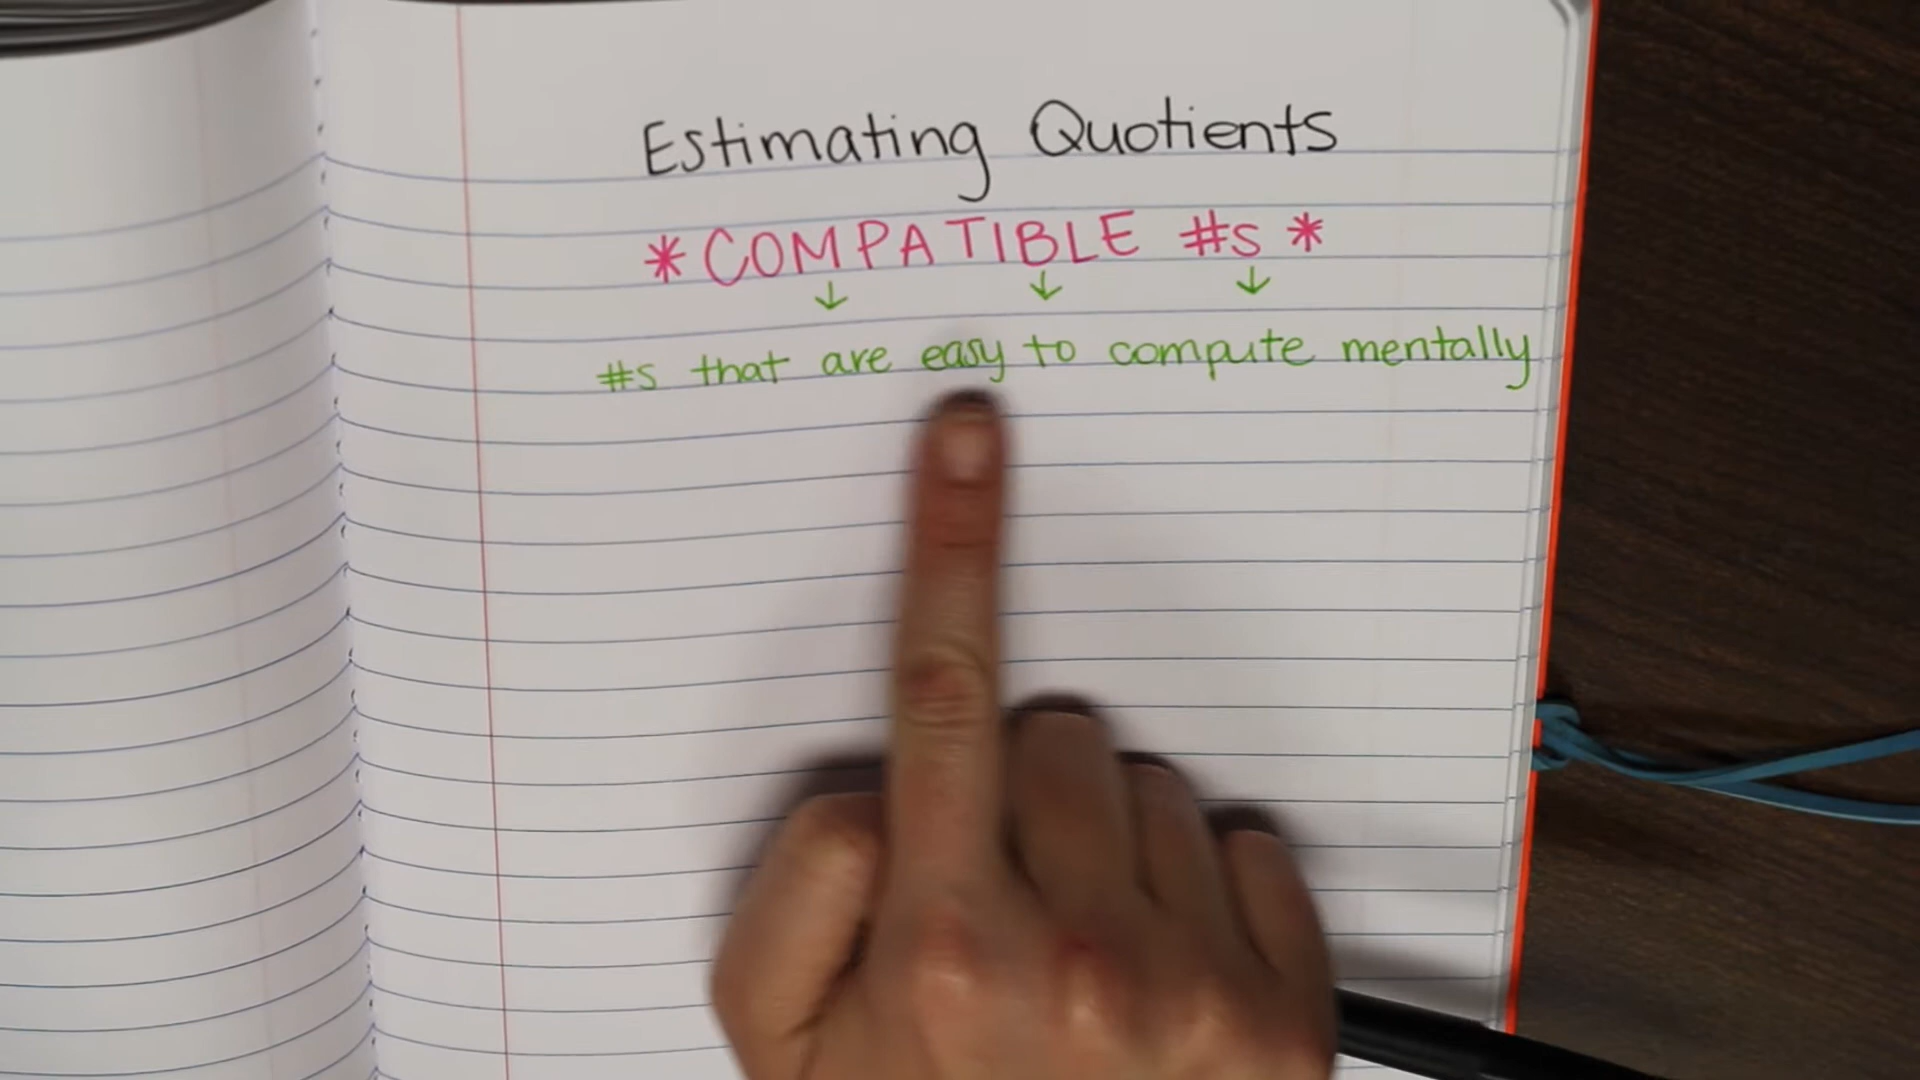 Estimating Quotients
*COMPATIBLE #s*
↓ ↓ ↓
#s that are easy to compute mentally